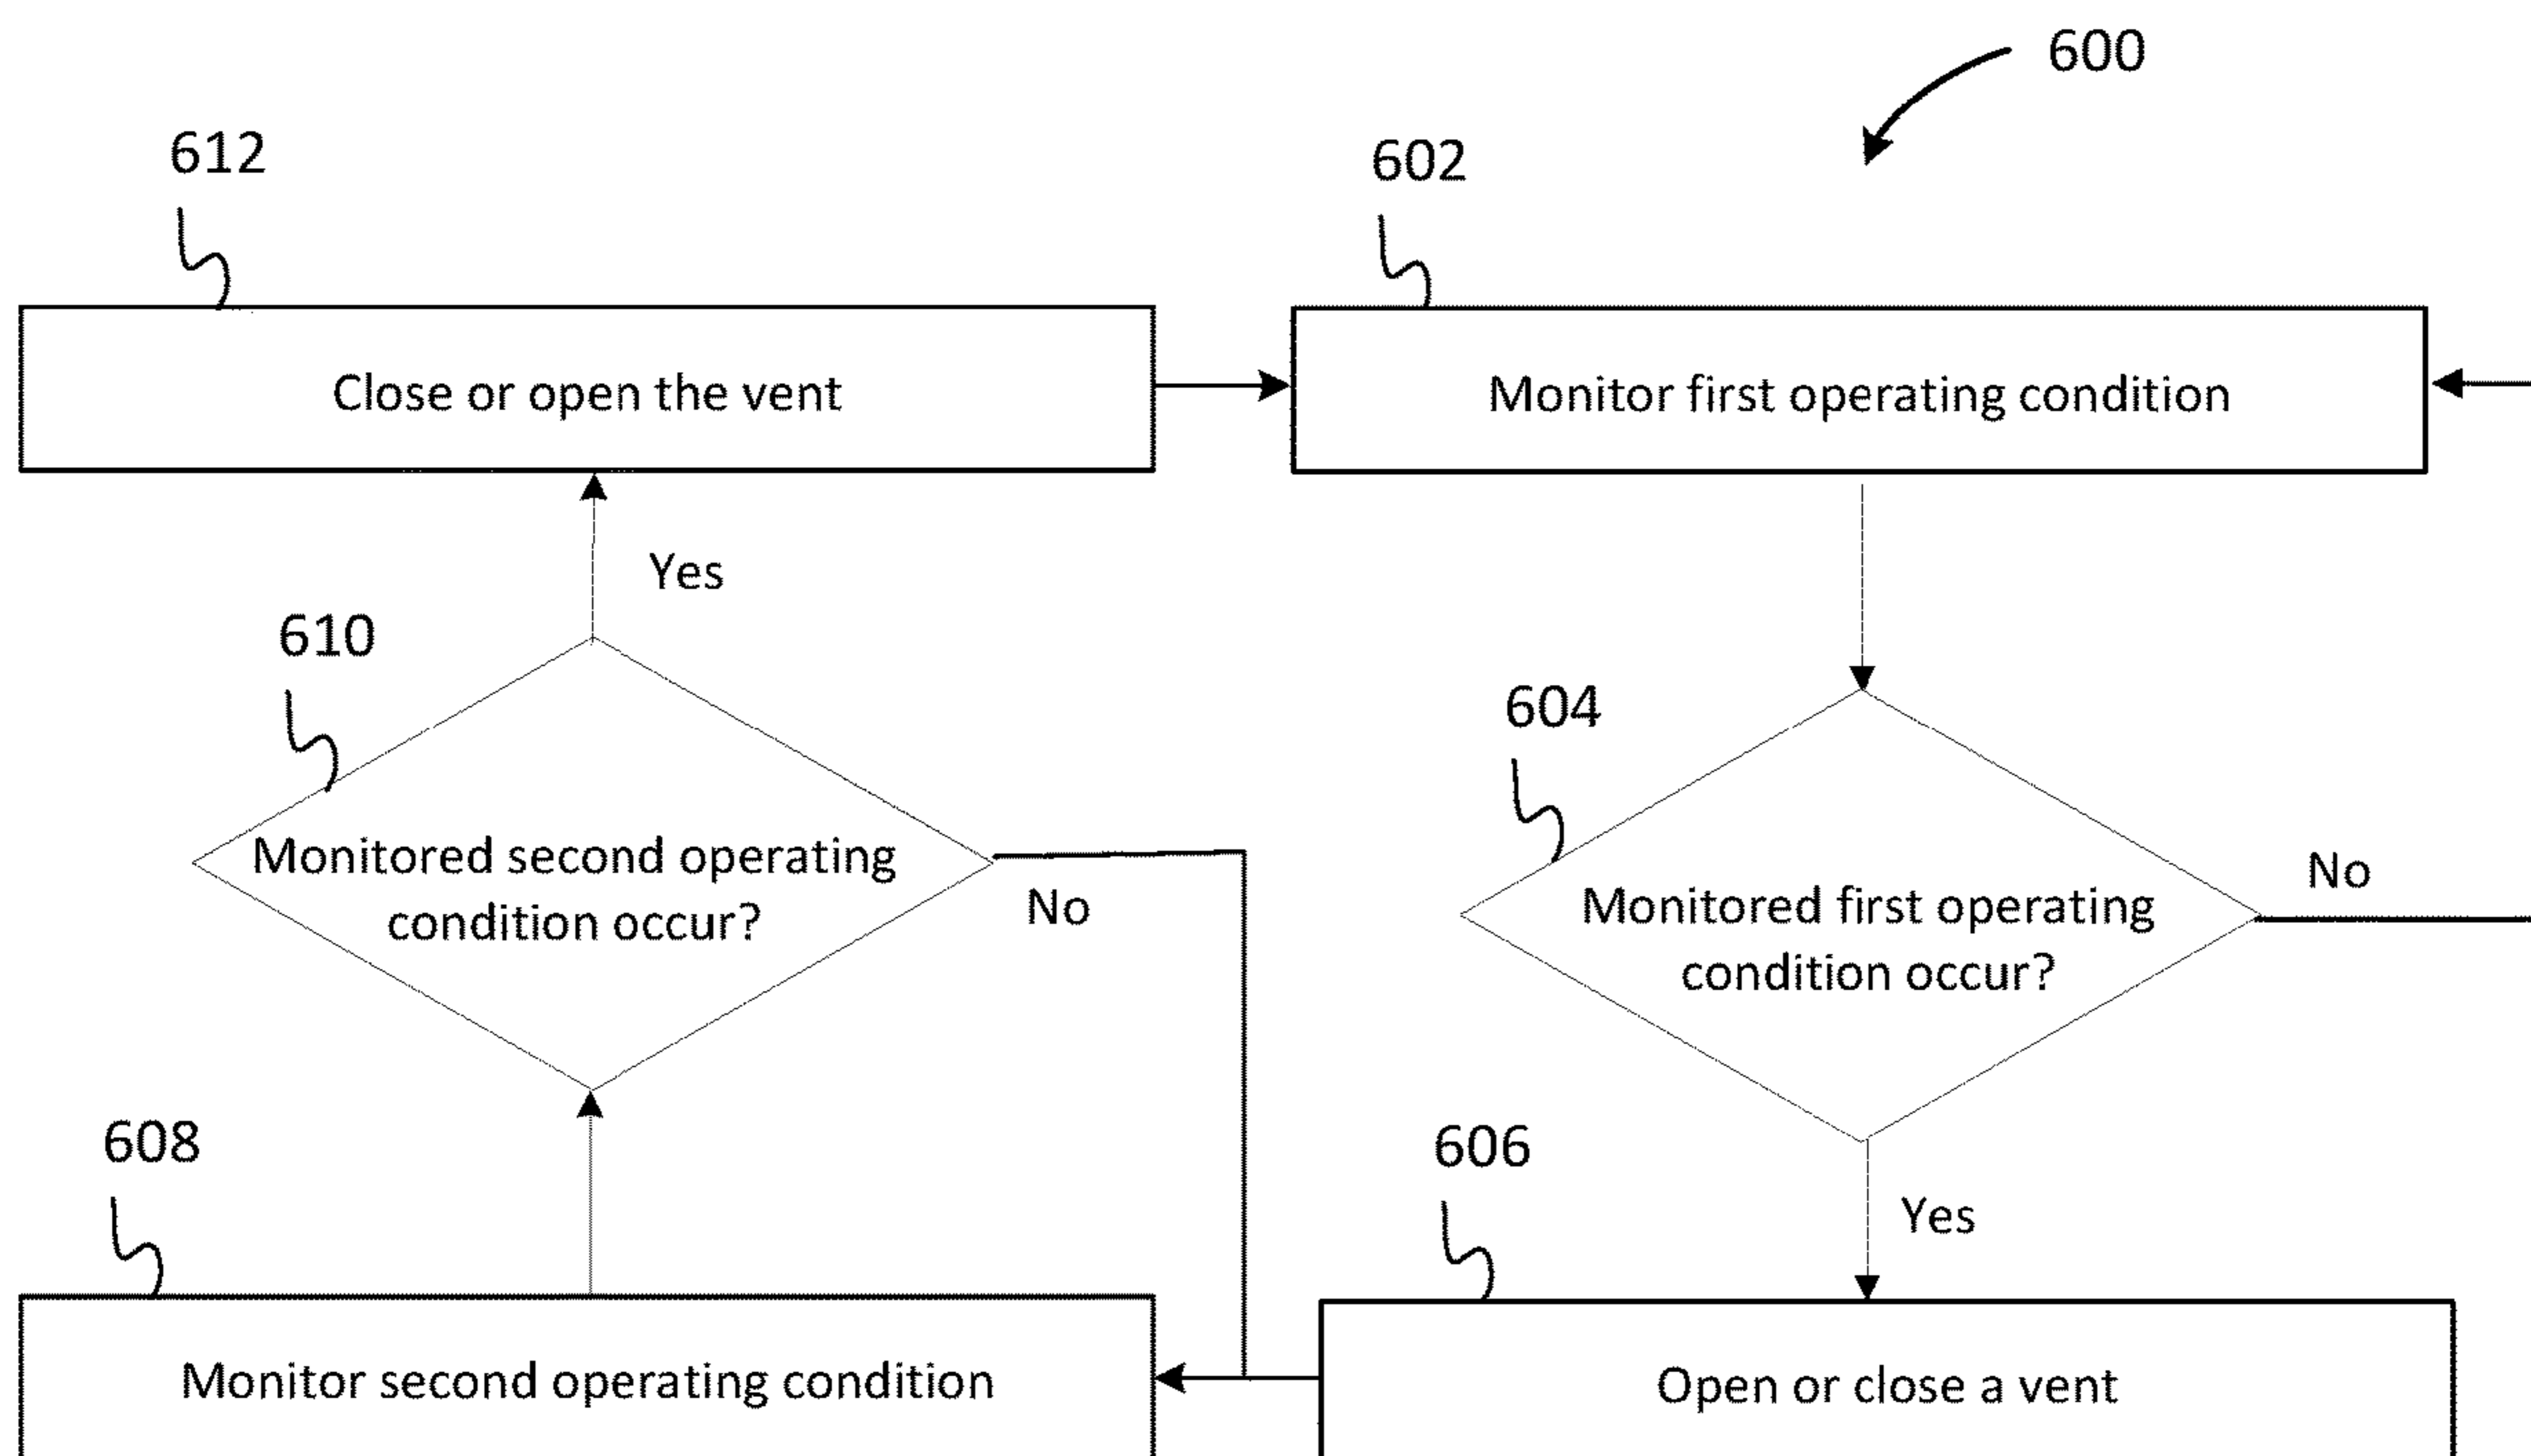 600
612
602
Close or open the vent
Monitor first operating condition
Yes
610
604
Monitored second operating
condition occur?
No
Monitored first operating
condition occur?
No
608
606
Yes
Monitor second operating condition
Open or close a vent